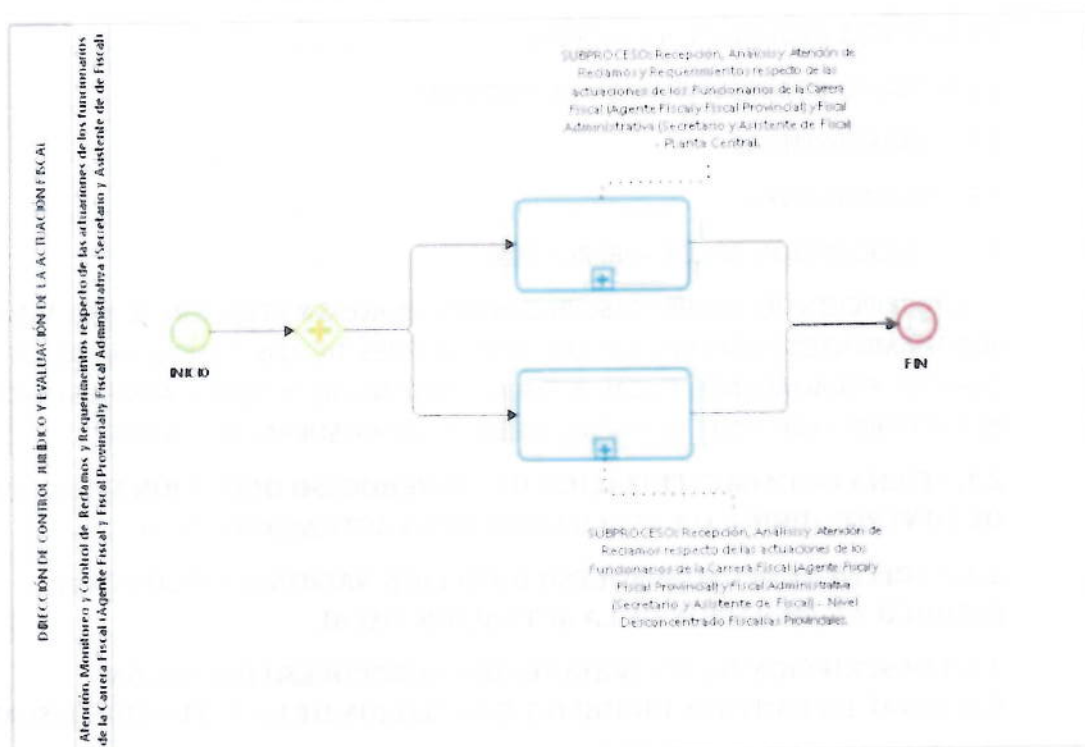 DIRECCIÓN DE CONTROL JURÍDICO Y EVALUACIÓN DE LA ACTUACIÓN FISCAL
Atención, Monitoreo y Control de Reclamos y Requerimientos respecto de las actuaciones de los funcionarios
de la Carrera Fiscal (Agente Fiscal y Fiscal Provincial) y Fiscal Administrativa (Secretario y Asistente de de Fiscal)
SUBPROCESO: Recepción, Análisis y Atención de
Reclamos y Requerimientos respecto de las
actuaciones de los Funcionarios de la Carrera
Fiscal (Agente Fiscal y Fiscal Provincial) y Fiscal
Administrativa (Secretario y Asistente de Fiscal)
- Planta Central.
INICIO
FIN
SUBPROCESO: Recepción, Análisis y Atención de
Reclamos respecto de las actuaciones de los
Funcionarios de la Carrera Fiscal (Agente Fiscal y
Fiscal Provincial) y Fiscal Administrativa
(Secretario y Asistente de Fiscal) - Nivel
Desconcentrado Fiscalías Provinciales.